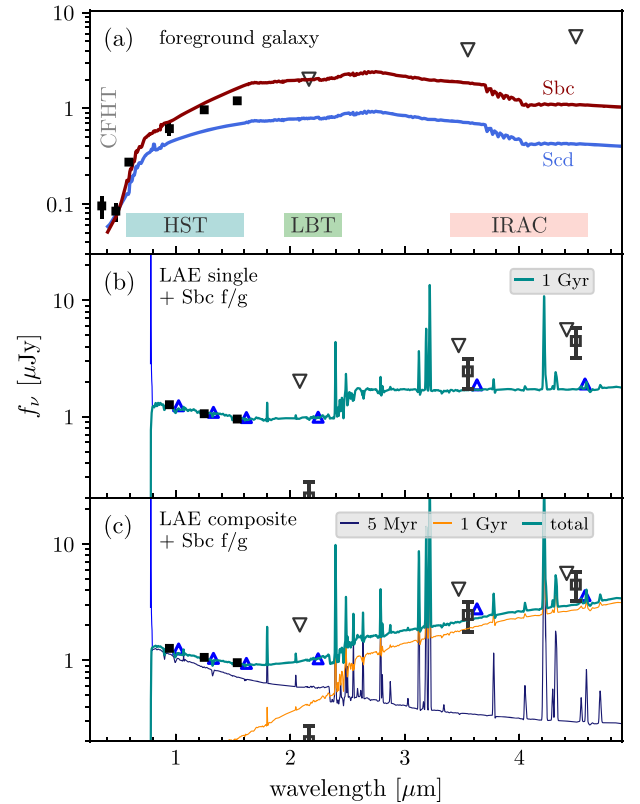 10
(a)
foreground galaxy
CFHT
Sbc
1
Scd
0.1
HST
LBT
IRAC
(b)
LAE single
+ Sbc f/g
1 Gyr
10
1
f_ν [μJy]
(c)
LAE composite
+ Sbc f/g
5 Myr
1 Gyr
total
10
1
1
2
3
4
wavelength [μm]